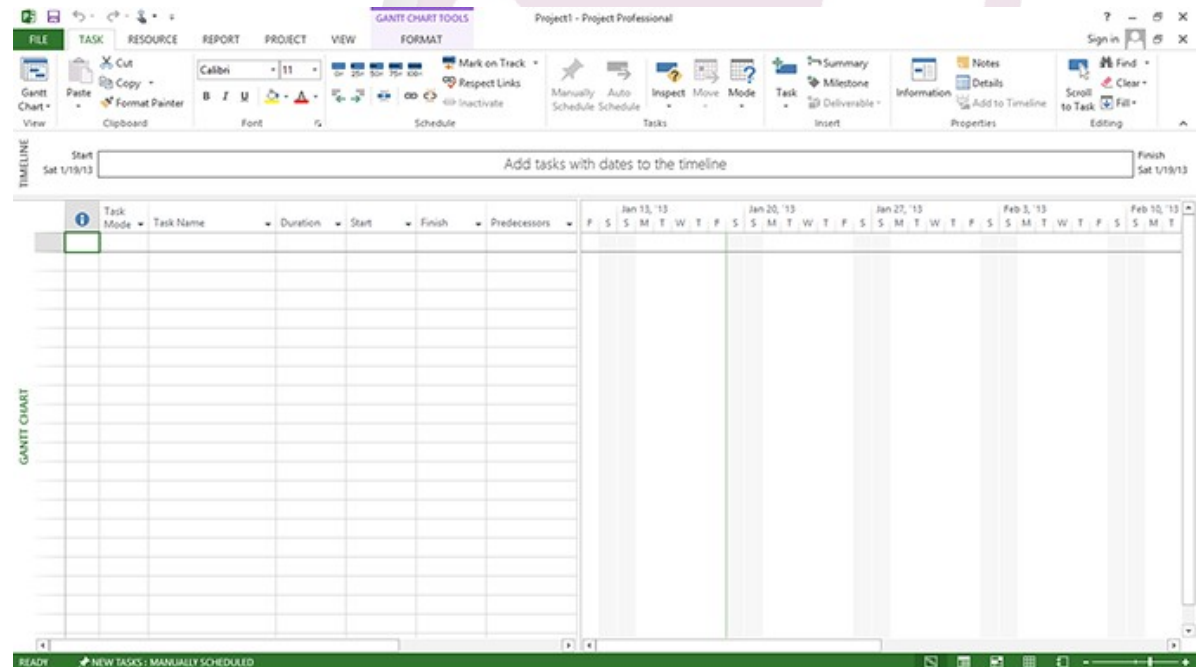 GANTT CHART TOOLS
Project1 - Project Professional
?
FILE TASK RESOURCE REPORT PROJECT VIEW FORMAT
Sign in
Gantt Chart
View
Paste
Cut
Copy
Format Painter
Clipboard
Calibri 11
B I U A
Font
0% 25% 50% 75% 100%
Mark on Track
Respect Links
Inactivate
Schedule
Manually Schedule
Auto Schedule
Inspect
Move
Mode
Tasks
Task
Summary
Milestone
Deliverable
Insert
Information
Notes
Details
Add to Timeline
Properties
Scroll to Task
Find
Clear
Fill
Editing
TIMELINE
Start
Sat 1/19/13
Add tasks with dates to the timeline
Finish
Sat 1/19/13
Task Mode
Task Name
Duration
Start
Finish
Predecessors
Jan 13, '13 Jan 20, '13 Jan 27, '13 Feb 3, '13 Feb 10, '13
F S S M T W T F S S M T W T F S S M T W T F S S M T W T F S S M T
GANTT CHART
READY
NEW TASKS : MANUALLY SCHEDULED